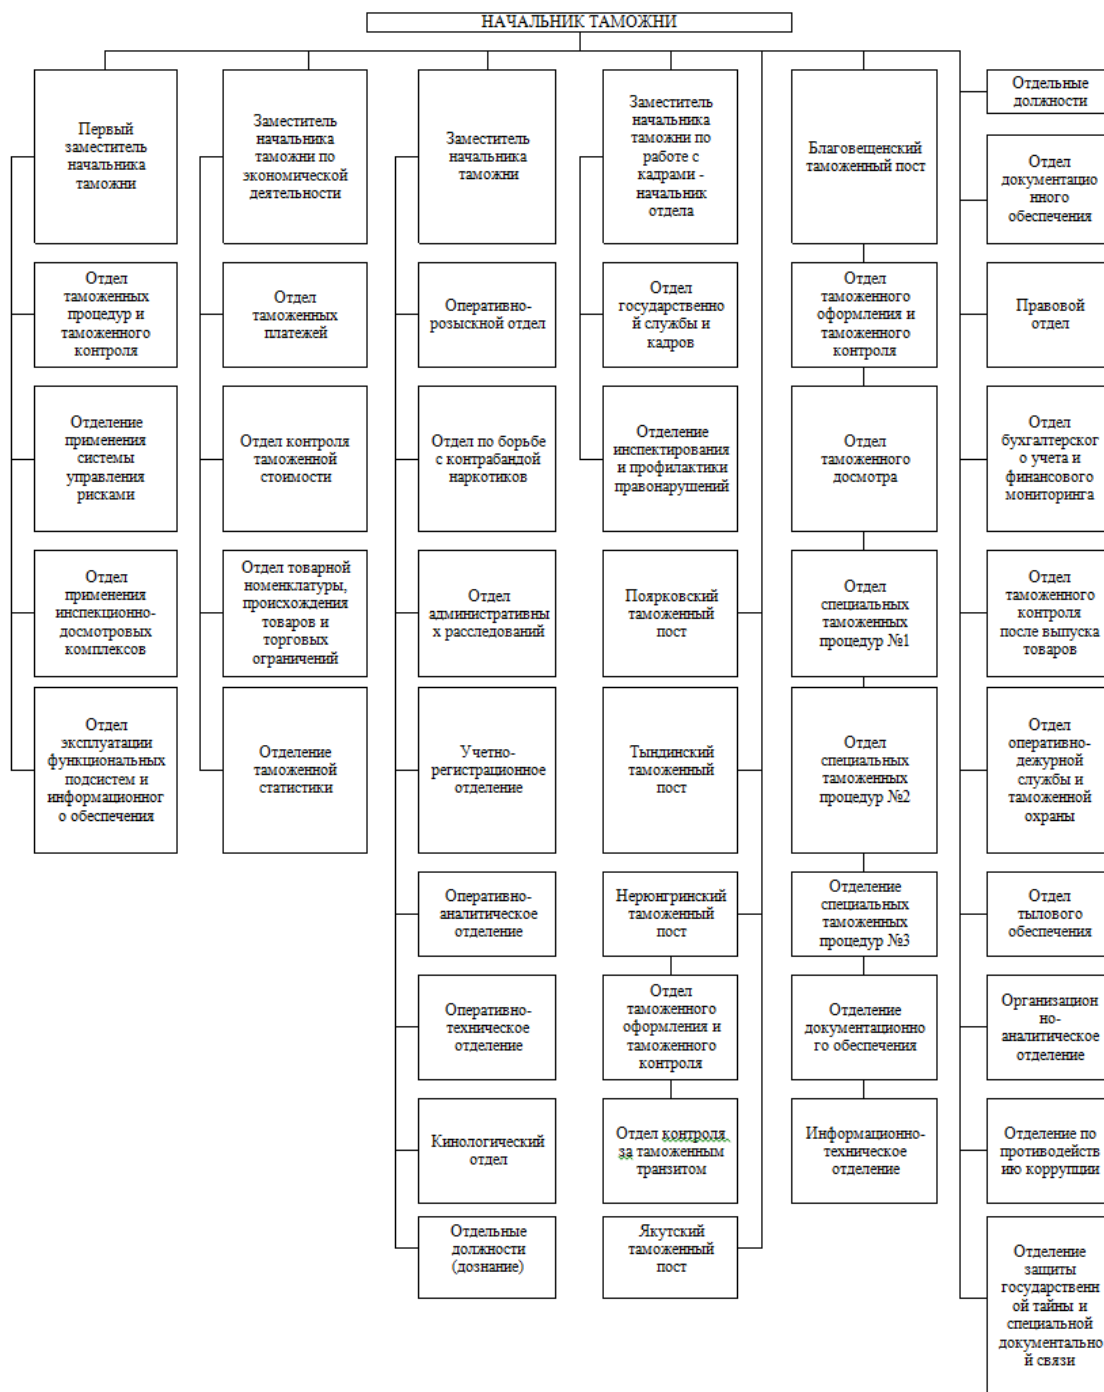 НАЧАЛЬНИК ТАМОЖНИ
Первый
заместитель
начальника
таможни
Отдел
таможенных
процедур и
таможенного
контроля
Отделение
применения
системы
управления
рисками
Отдел
применения
инспекционно-
досмотровых
комплексов
Отдел
эксплуатации
функциональных
подсистем и
информационног
о обеспечения
Заместитель
начальника
таможни по
экономической
деятельности
Отдел
таможенных
платежей
Отдел контроля
таможенной
стоимости
Отдел товарной
номенклатуры,
происхождения
товаров и
торговых
ограничений
Отделение
таможенной
статистики
Заместитель
начальника
таможни
Оперативно-
розыскной отдел
Отдел по борьбе
с контрабандой
наркотиков
Отдел
административны
х расследований
Учетно-
регистрационное
отделение
Оперативно-
аналитическое
отделение
Оперативно-
техническое
отделение
Кинологический
отдел
Отдельные
должности
(дознание)
Заместитель
начальника
таможни по
работе с
кадрами -
начальник
отдела
Отдел
государственно
й службы и
кадров
Отделение
инспектирования
и профилактики
правонарушений
Поярковский
таможенный
пост
Тындинский
таможенный
пост
Нерюнгринский
таможенный
пост
Отдел
таможенного
оформления и
таможенного
контроля
Отдел контроля
за таможенным
транзитом
Якутский
таможенный
пост
Благовещенский
таможенный пост
Отдел
таможенного
оформления и
таможенного
контроля
Отдел
таможенного
досмотра
Отдел
специальных
таможенных
процедур №1
Отдел
специальных
таможенных
процедур №2
Отделение
специальных
таможенных
процедур №3
Отделение
документационно
го обеспечения
Информационно-
техническое
отделение
Отдельные
должности
Отдел
документацио
нного
обеспечения
Правовой
отдел
Отдел
бухгалтерског
о учета и
финансового
мониторинга
Отдел
таможенного
контроля
после выпуска
товаров
Отдел
оперативно-
дежурной
службы и
таможенной
охраны
Отдел
тылового
обеспечения
Организацион
но-
аналитическое
отделение
Отделение по
противодейств
ию коррупции
Отделение
защиты
государственн
ой тайны и
специальной
документально
й связи